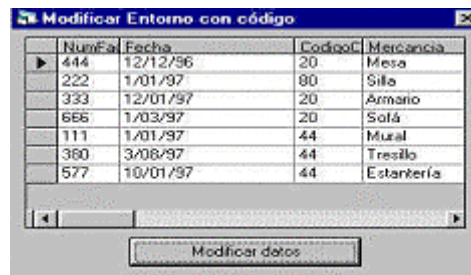 Modificar Entorno con código
NumFac Fecha CodigoC Mercancia
444 12/12/96 20 Mesa
222 1/01/97 80 Silla
333 12/01/97 20 Armario
666 1/03/97 20 Sofá
111 1/01/97 44 Mural
380 3/08/97 44 Tresillo
577 10/01/97 44 Estantería
Modificar datos